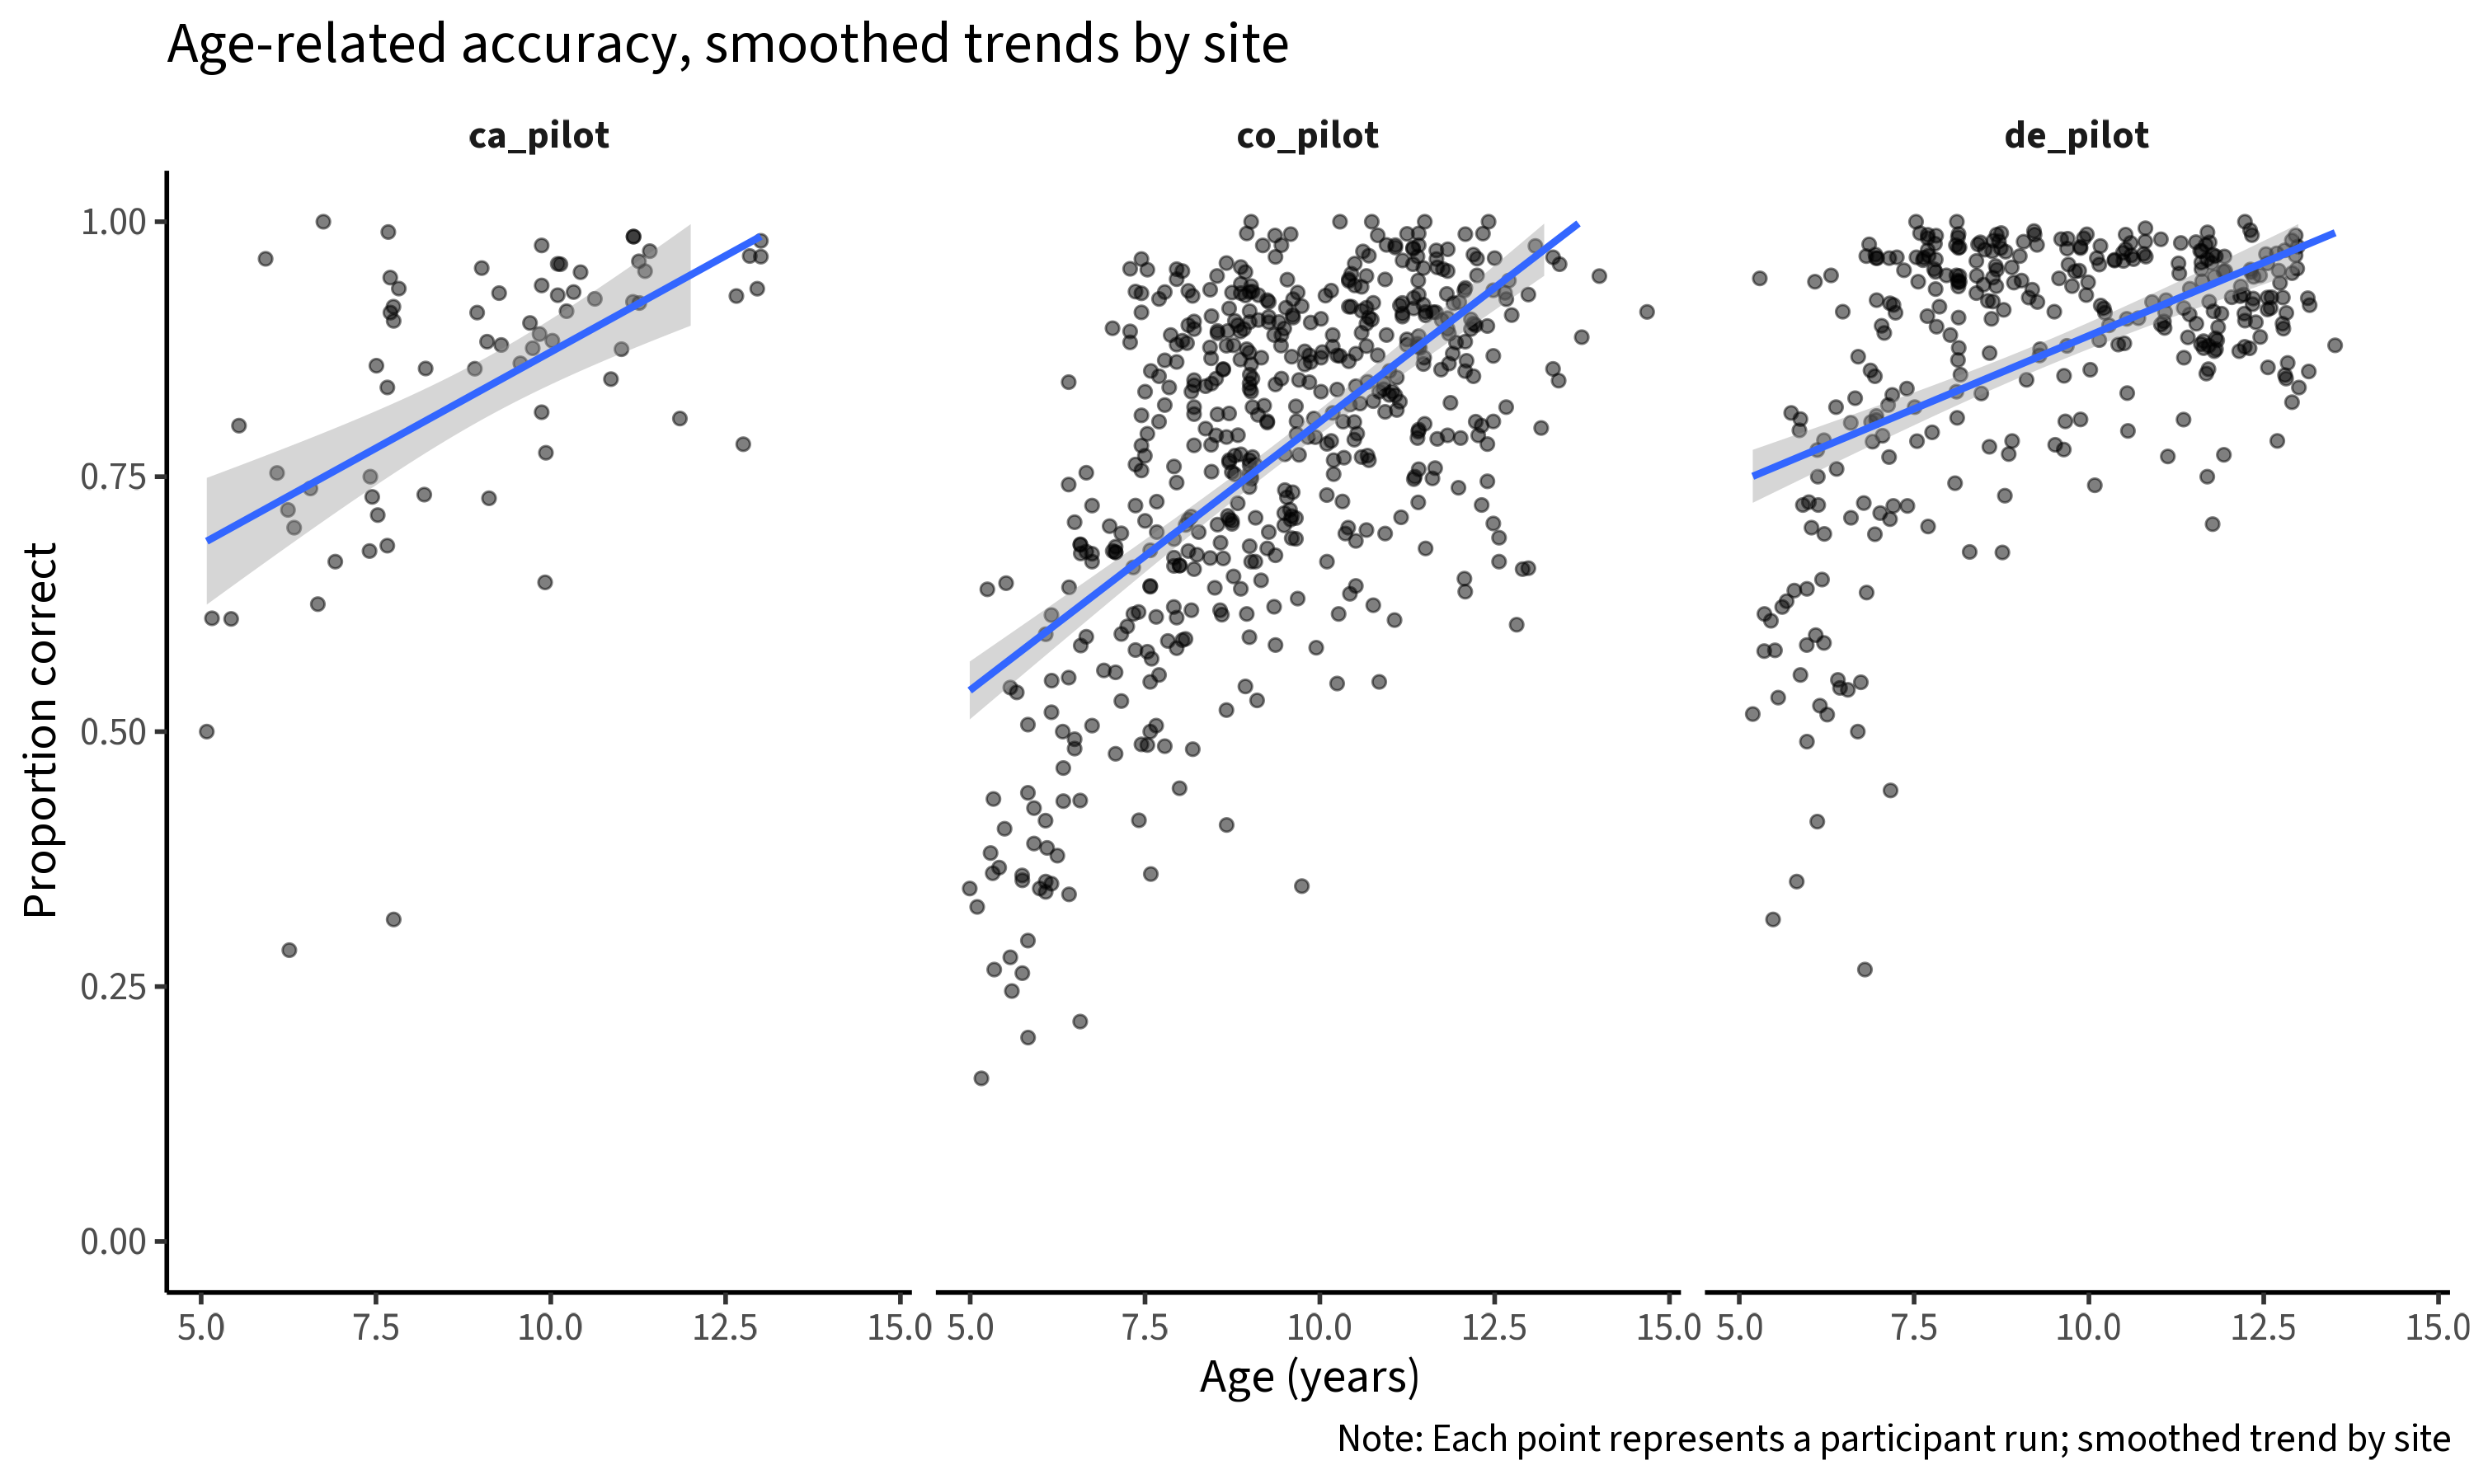 Age-related accuracy, smoothed trends by site
ca_pilot
co_pilot
de_pilot
Proportion correct
1.00
0.75
0.50
0.25
0.00
5.0 7.5 10.0 12.5 15.0
5.0 7.5 10.0 12.5 15.0
5.0 7.5 10.0 12.5 15.0
Age (years)
Note: Each point represents a participant run; smoothed trend by site